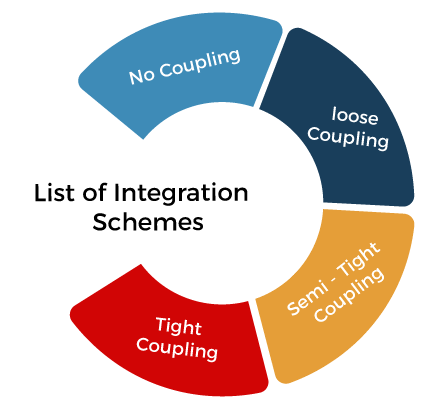 No Coupling
loose
Coupling
List of Integration
Schemes
Semi - Tight
Coupling
Tight
Coupling